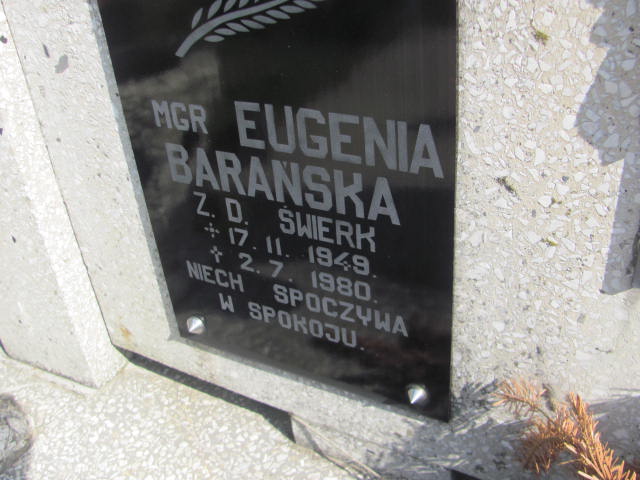 MGR EUGENIA
BARAŃSKA
Z. D. ŚWIERK
17. 11. 1949.
✝ 2. 7. 1980.
NIECH SPOCZYWA
W SPOKOJU.